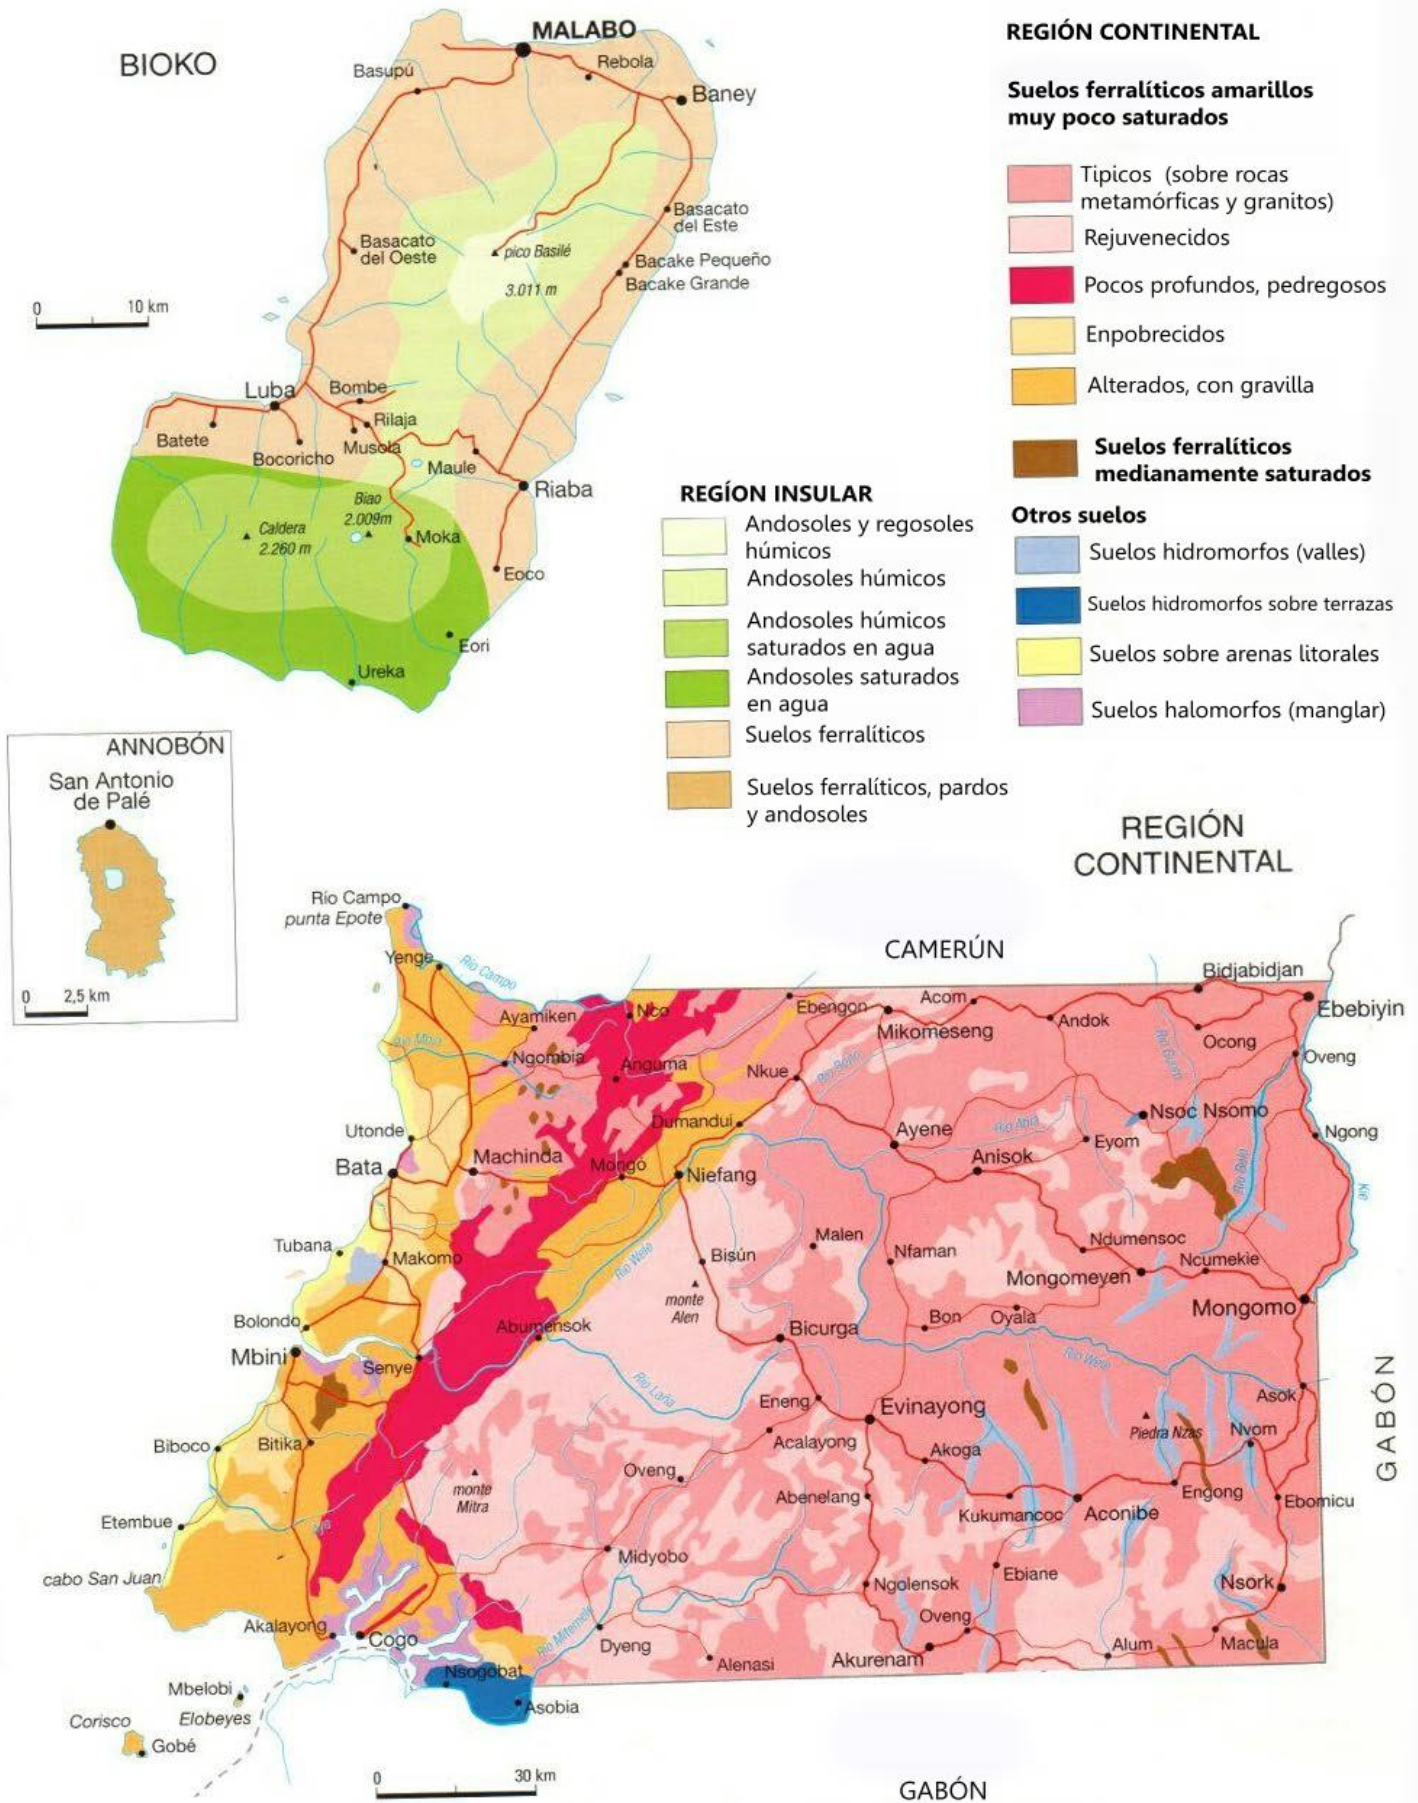 BIOKO
MALABO
Rebola
Basupú
Baney
Basacato
del Este
Basacato
del Oeste
pico Basilé
3.011 m
Bacake Pequeño
Bacake Grande
0 10 km
Luba
Bombe
Rilaja
Batete
Musola
Bocoricho
Maule
Riaba
Biao
2.009m
Caldera
2.260 m
Moka
Eoco
Eori
Ureka
REGIÓN CONTINENTAL
Suelos ferralíticos amarillos
muy poco saturados
Tipicos (sobre rocas
metamórficas y granitos)
Rejuvenecidos
Pocos profundos, pedregosos
Enpobrecidos
Alterados, con gravilla
Suelos ferralíticos
medianamente saturados
Otros suelos
Suelos hidromorfos (valles)
Suelos hidromorfos sobre terrazas
Suelos sobre arenas litorales
Suelos halomorfos (manglar)
REGÍON INSULAR
Andosoles y regosoles
húmicos
Andosoles húmicos
Andosoles húmicos
saturados en agua
Andosoles saturados
en agua
Suelos ferralíticos
Suelos ferralíticos, pardos
y andosoles
ANNOBÓN
San Antonio
de Palé
0 2,5 km
REGIÓN
CONTINENTAL
CAMERÚN
Río Campo
punta Epote
Yenge
Río Campo
Ayamiken
Nco
Ebengon
Acom
Bidjabidjan
Ebebiyin
Mikomeseng
Andok
Ocong
Oveng
Ngombia
Anguma
Nkue
Dumandui
Nsoc Nsomo
Utonde
Ayene
Río Abia
Eyom
Ngong
Bata
Machinda
Mongo
Niefang
Anisok
Kié
Tubana
Makomo
Río Wele
Bisún
Malen
Nfaman
Ndumensoc
Ncumekie
Mongomeyen
monte
Alen
Mongomo
Bolondo
Abumensok
Bicurga
Bon
Oyala
Mbini
Senye
Río Wele
Río Laña
Asok
GABÓN
Eneng
Evinayong
Biboco
Bitika
Acalayong
Akoga
Piedra Nzas
Nvom
Oveng
monte
Mitra
Abenelang
Kukumancoc
Aconibe
Engong
Ebomicu
Etembue
Midyobo
cabo San Juan
Ngolensok
Ebiane
Nsork
Akalayong
Cogo
Río Mitemele
Dyeng
Oveng
Alum
Macula
Akurenam
Alenasi
Nsogobat
Asobia
Mbelobi
Elobeyes
Corisco
Gobé
0 30 km
GABÓN